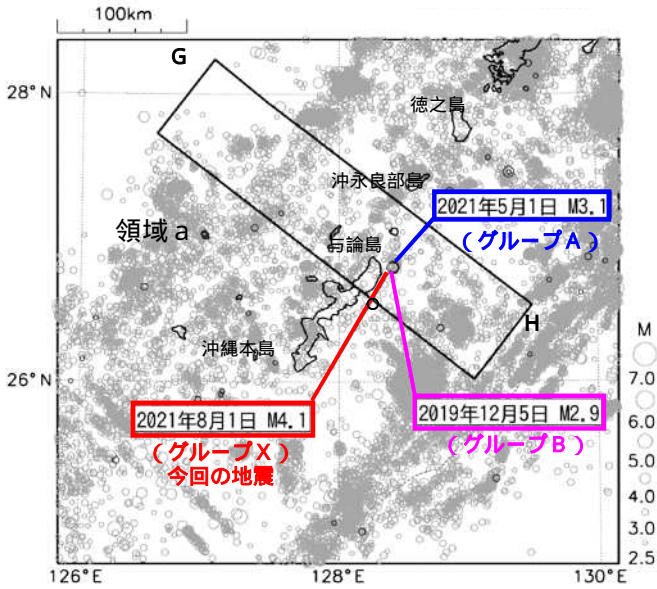 100km
G
28°N
徳之島
沖永良部島
2021年5月1日 M3.1
(グループA)
領域a
与論島
H
沖縄本島
M
26°N
7.0
2021年8月1日 M4.1
2019年12月5日 M2.9
6.0
(グループX)
(グループB)
今回の地震
5.0
4.0
3.0
2.5
126°E
128°E
130°E